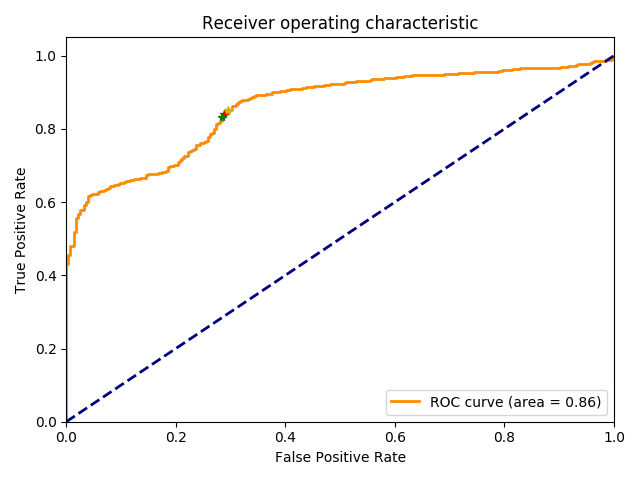 Receiver operating characteristic
True Positive Rate
1.0
0.8
0.6
0.4
0.2
0.0
0.0 0.2 0.4 0.6 0.8 1.0
False Positive Rate
ROC curve (area = 0.86)